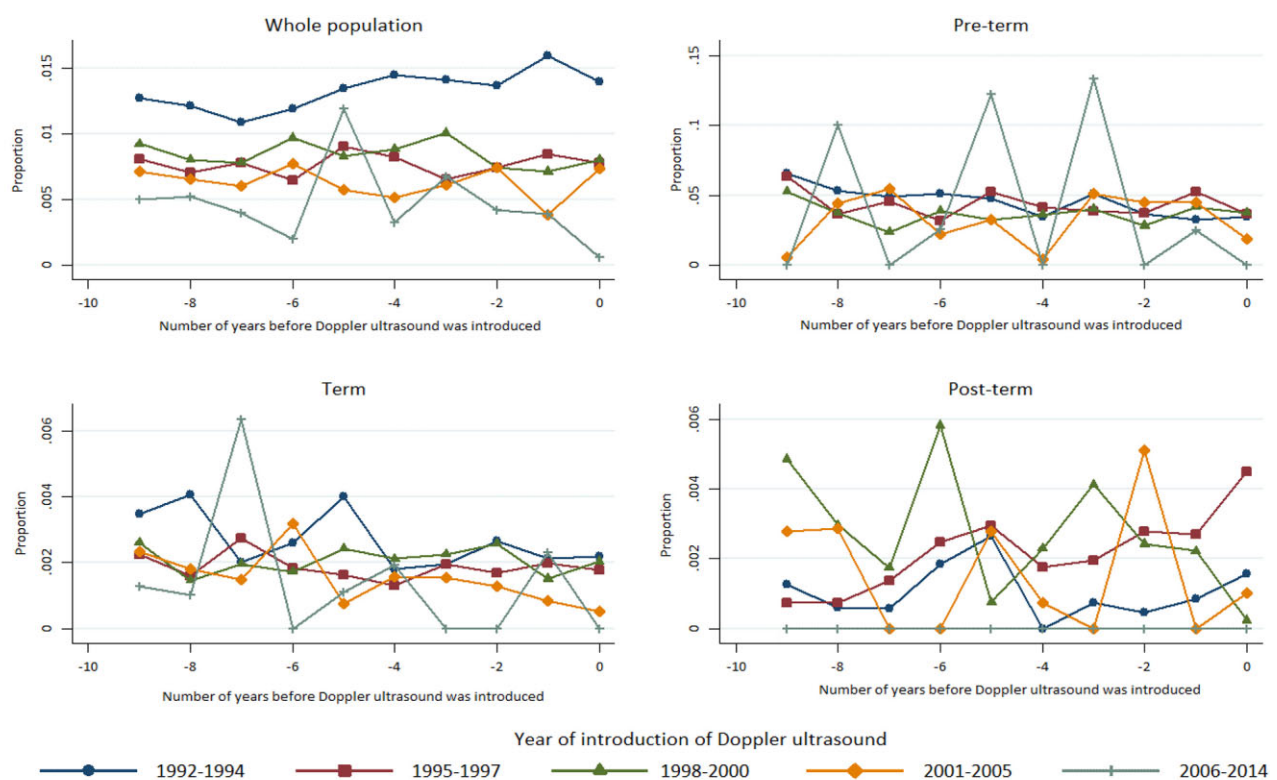 Whole population
Proportion
.015
.01
.005
0
-10 -8 -6 -4 -2 0
Number of years before Doppler ultrasound was introduced
Pre-term
Proportion
.15
.1
.05
0
-10 -8 -6 -4 -2 0
Number of years before Doppler ultrasound was introduced
Term
Proportion
.006
.004
.002
0
-10 -8 -6 -4 -2 0
Number of years before Doppler ultrasound was introduced
Post-term
Proportion
.006
.004
.002
0
-10 -8 -6 -4 -2 0
Number of years before Doppler ultrasound was introduced
Year of introduction of Doppler ultrasound
1992-1994 1995-1997 1998-2000 2001-2005 2006-2014